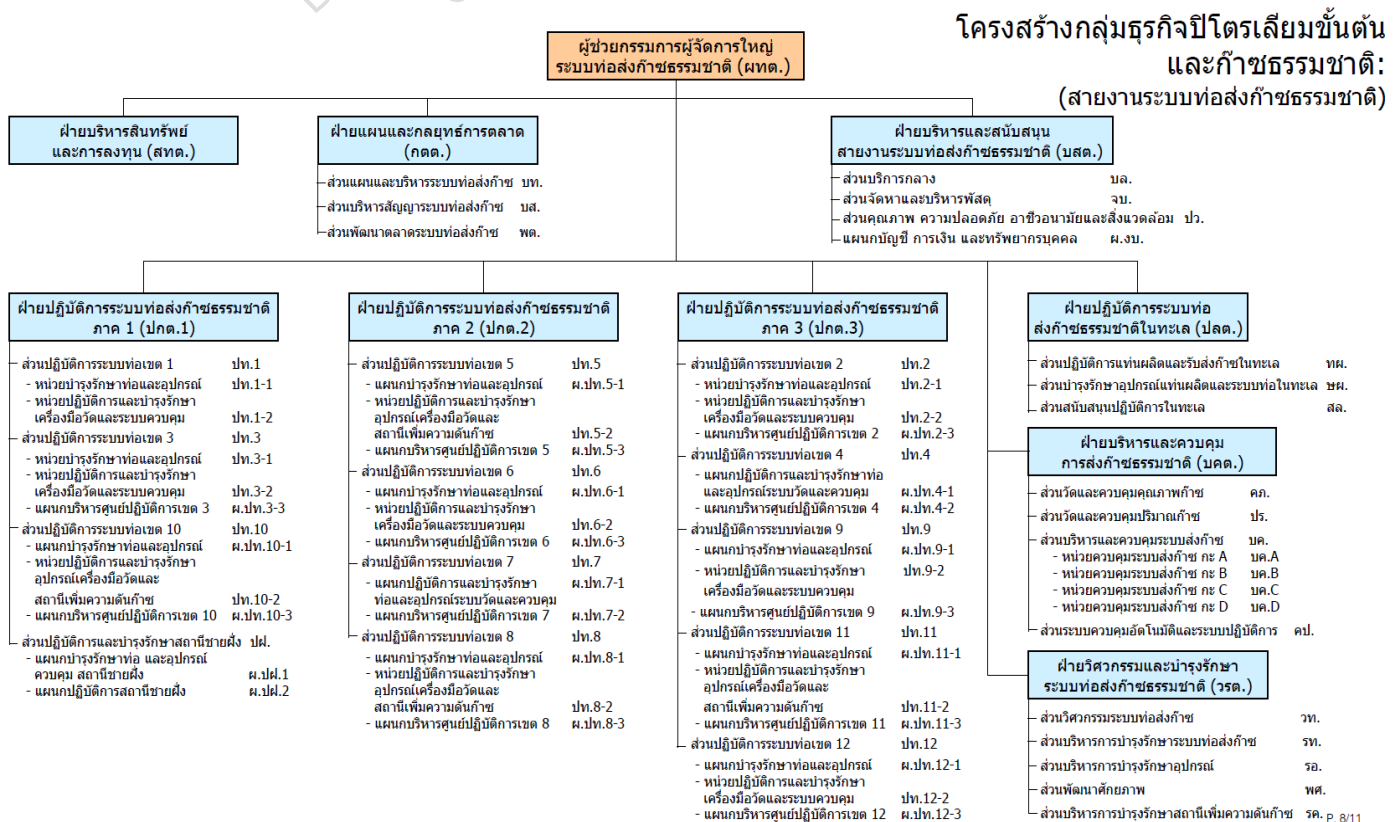 โครงสร้างกลุ่มธุรกิจปิโตรเลียมขั้นต้น
และก๊าซธรรมชาติ:
(สายงานระบบท่อส่งก๊าซธรรมชาติ)
ผู้ช่วยกรรมการผู้จัดการใหญ่
ระบบท่อส่งก๊าซธรรมชาติ (ผทต.)
ฝ่ายบริหารสินทรัพย์
และการลงทุน (สทต.)
ฝ่ายแผนและกลยุทธ์การตลาด
(กตต.)
ส่วนแผนและบริหารระบบท่อส่งก๊าซ บท.
ส่วนบริหารสัญญาระบบท่อส่งก๊าซ บส.
ส่วนพัฒนาตลาดระบบท่อส่งก๊าซ พต.
ฝ่ายบริหารและสนับสนุน
สายงานระบบท่อส่งก๊าซธรรมชาติ (บสต.)
ส่วนบริการกลาง บล.
ส่วนจัดหาและบริหารพัสดุ จบ.
ส่วนคุณภาพ ความปลอดภัย อาชีวอนามัยและสิ่งแวดล้อม ปว.
แผนกบัญชี การเงิน และทรัพยากรบุคคล ผ.งบ.
ฝ่ายปฏิบัติการระบบท่อส่งก๊าซธรรมชาติ
ภาค 1 (ปกต.1)
ส่วนปฏิบัติการระบบท่อเขต 1 ปท.1
- หน่วยบำรุงรักษาท่อและอุปกรณ์ ปท.1-1
- หน่วยปฏิบัติการและบำรุงรักษา
เครื่องมือวัดและระบบควบคุม ปท.1-2
ส่วนปฏิบัติการระบบท่อเขต 3 ปท.3
- หน่วยบำรุงรักษาท่อและอุปกรณ์ ปท.3-1
- หน่วยปฏิบัติการและบำรุงรักษา
เครื่องมือวัดและระบบควบคุม ปท.3-2
- แผนกบริหารศูนย์ปฏิบัติการเขต 3 ผ.ปท.3-3
ส่วนปฏิบัติการระบบท่อเขต 10 ปท.10
- แผนกบำรุงรักษาท่อและอุปกรณ์ ผ.ปท.10-1
- หน่วยปฏิบัติการและบำรุงรักษา
อุปกรณ์เครื่องมือวัดและ
สถานีเพิ่มความดันก๊าซ ปท.10-2
- แผนกบริหารศูนย์ปฏิบัติการเขต 10 ผ.ปท.10-3
ส่วนปฏิบัติการและบำรุงรักษาสถานีชายฝั่ง ปฝ.
- แผนกบำรุงรักษาท่อ และอุปกรณ์
ควบคุม สถานีชายฝั่ง ผ.ปฝ.1
- แผนกปฏิบัติการสถานีชายฝั่ง ผ.ปฝ.2
ฝ่ายปฏิบัติการระบบท่อส่งก๊าซธรรมชาติ
ภาค 2 (ปกต.2)
ส่วนปฏิบัติการระบบท่อเขต 5 ปท.5
- แผนกบำรุงรักษาท่อและอุปกรณ์ ผ.ปท.5-1
- หน่วยปฏิบัติการและบำรุงรักษา
อุปกรณ์เครื่องมือวัดและ
สถานีเพิ่มความดันก๊าซ ปท.5-2
- แผนกบริหารศูนย์ปฏิบัติการเขต 5 ผ.ปท.5-3
ส่วนปฏิบัติการระบบท่อเขต 6 ปท.6
- แผนกบำรุงรักษาท่อและอุปกรณ์ ผ.ปท.6-1
- หน่วยปฏิบัติการและบำรุงรักษา
เครื่องมือวัดและระบบควบคุม ปท.6-2
- แผนกบริหารศูนย์ปฏิบัติการเขต 6 ผ.ปท.6-3
ส่วนปฏิบัติการระบบท่อเขต 7 ปท.7
- แผนกปฏิบัติการและบำรุงรักษา ผ.ปท.7-1
ท่อและอุปกรณ์ระบบวัดและควบคุม
- แผนกบริหารศูนย์ปฏิบัติการเขต 7 ผ.ปท.7-2
ส่วนปฏิบัติการระบบท่อเขต 8 ปท.8
- แผนกบำรุงรักษาท่อและอุปกรณ์ ผ.ปท.8-1
- หน่วยปฏิบัติการและบำรุงรักษา
อุปกรณ์เครื่องมือวัดและ
สถานีเพิ่มความดันก๊าซ ปท.8-2
- แผนกบริหารศูนย์ปฏิบัติการเขต 8 ผ.ปท.8-3
ฝ่ายปฏิบัติการระบบท่อส่งก๊าซธรรมชาติ
ภาค 3 (ปกต.3)
ส่วนปฏิบัติการระบบท่อเขต 2 ปท.2
- หน่วยบำรุงรักษาท่อและอุปกรณ์ ปท.2-1
- หน่วยปฏิบัติการและบำรุงรักษา
เครื่องมือวัดและระบบควบคุม ปท.2-2
- แผนกบริหารศูนย์ปฏิบัติการเขต 2 ผ.ปท.2-3
ส่วนปฏิบัติการระบบท่อเขต 4 ปท.4
- แผนกปฏิบัติการและบำรุงรักษาท่อ
และอุปกรณ์ระบบวัดและควบคุม ผ.ปท.4-1
- แผนกบริหารศูนย์ปฏิบัติการเขต 4 ผ.ปท.4-2
ส่วนปฏิบัติการระบบท่อเขต 9 ปท.9
- แผนกบำรุงรักษาท่อและอุปกรณ์ ผ.ปท.9-1
- หน่วยปฏิบัติการและบำรุงรักษา ปท.9-2
เครื่องมือวัดและระบบควบคุม
- แผนกบริหารศูนย์ปฏิบัติการเขต 9 ผ.ปท.9-3
ส่วนปฏิบัติการระบบท่อเขต 11 ปท.11
- แผนกบำรุงรักษาท่อและอุปกรณ์ ผ.ปท.11-1
- หน่วยปฏิบัติการและบำรุงรักษา
อุปกรณ์เครื่องมือวัดและ
สถานีเพิ่มความดันก๊าซ ปท.11-2
- แผนกบริหารศูนย์ปฏิบัติการเขต 11 ผ.ปท.11-3
ส่วนปฏิบัติการระบบท่อเขต 12 ปท.12
- แผนกบำรุงรักษาท่อและอุปกรณ์ ผ.ปท.12-1
- หน่วยปฏิบัติการและบำรุงรักษา
เครื่องมือวัดและระบบควบคุม ปท.12-2
- แผนกบริหารศูนย์ปฏิบัติการเขต 12 ผ.ปท.12-3
ฝ่ายปฏิบัติการระบบท่อ
ส่งก๊าซธรรมชาติในทะเล (ปลต.)
ส่วนปฏิบัติการแท่นผลิตและรับส่งก๊าซในทะเล ทผ.
ส่วนบำรุงรักษาอุปกรณ์แท่นผลิตและระบบท่อในทะเล ษผ.
ส่วนสนับสนุนปฏิบัติการในทะเล สล.
ฝ่ายบริหารและควบคุม
การส่งก๊าซธรรมชาติ (บคต.)
ส่วนวัดและควบคุมคุณภาพก๊าซ คภ.
ส่วนวัดและควบคุมปริมาณก๊าซ ปร.
ส่วนบริหารและควบคุมระบบส่งก๊าซ บค.
- หน่วยควบคุมระบบส่งก๊าซ กะ A บค.A
- หน่วยควบคุมระบบส่งก๊าซ กะ B บค.B
- หน่วยควบคุมระบบส่งก๊าซ กะ C บค.C
- หน่วยควบคุมระบบส่งก๊าซ กะ D บค.D
ส่วนระบบควบคุมอัตโนมัติและระบบปฏิบัติการ คป.
ฝ่ายวิศวกรรมและบำรุงรักษา
ระบบท่อส่งก๊าซธรรมชาติ (วรต.)
ส่วนวิศวกรรมระบบท่อส่งก๊าซ วท.
ส่วนบริหารการบำรุงรักษาระบบท่อส่งก๊าซ รท.
ส่วนบริหารการบำรุงรักษาอุปกรณ์ รอ.
ส่วนพัฒนาศักยภาพ พศ.
ส่วนบริหารการบำรุงรักษาสถานีเพิ่มความดันก๊าซ รค.
P. 8/11